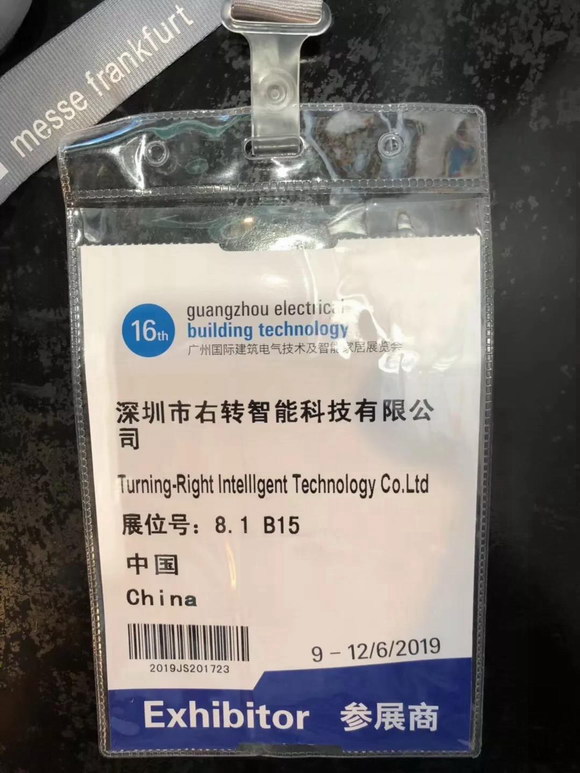 messe frankfurt
16th
guangzhou electrical
building technology
广州国际建筑电气技术及智能家居展览会
深圳市右转智能科技有限公
司
Turning-Right Intelllgent Technology Co.Ltd
展位号：8.1 B15
中国
China
2019JS201723
9 - 12/6/2019
Exhibitor 参展商